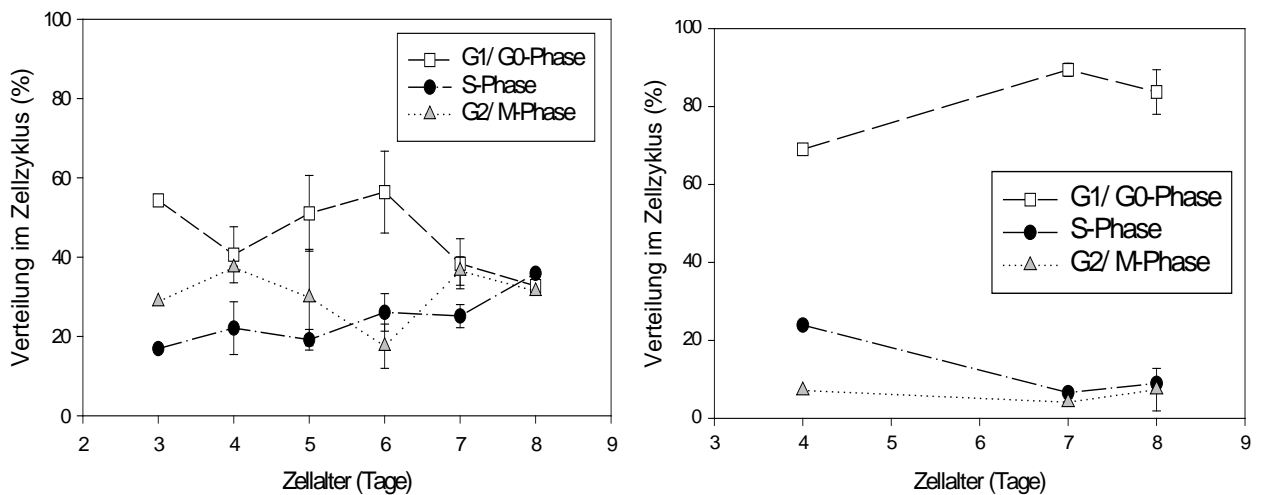 Verteilung im Zellzyklus (%)
100
80
60
40
20
0
G1/ G0-Phase
S-Phase
G2/ M-Phase
2 3 4 5 6 7 8 9
Zellalter (Tage)
Verteilung im Zellzyklus (%)
100
80
60
40
20
0
G1/ G0-Phase
S-Phase
G2/ M-Phase
3 4 5 6 7 8 9
Zellalter (Tage)